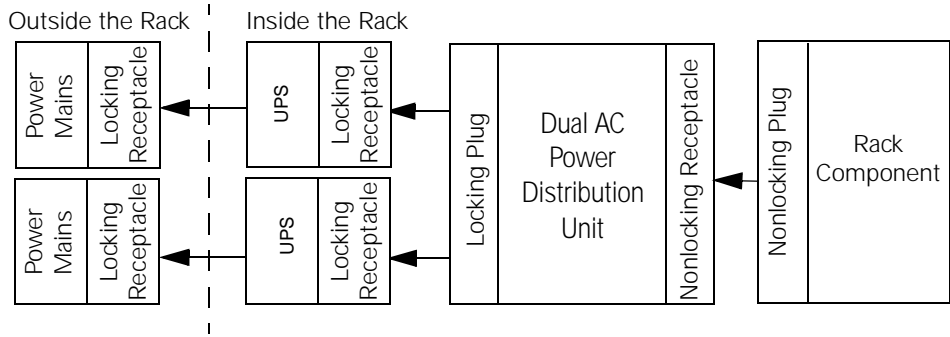 Outside the Rack
Inside the Rack
Power
Mains
Locking
Receptacle
UPS
Locking
Receptacle
Power
Mains
Locking
Receptacle
UPS
Locking
Receptacle
Locking Plug
Dual AC
Power
Distribution
Unit
Nonlocking Receptacle
Nonlocking Plug
Rack
Component